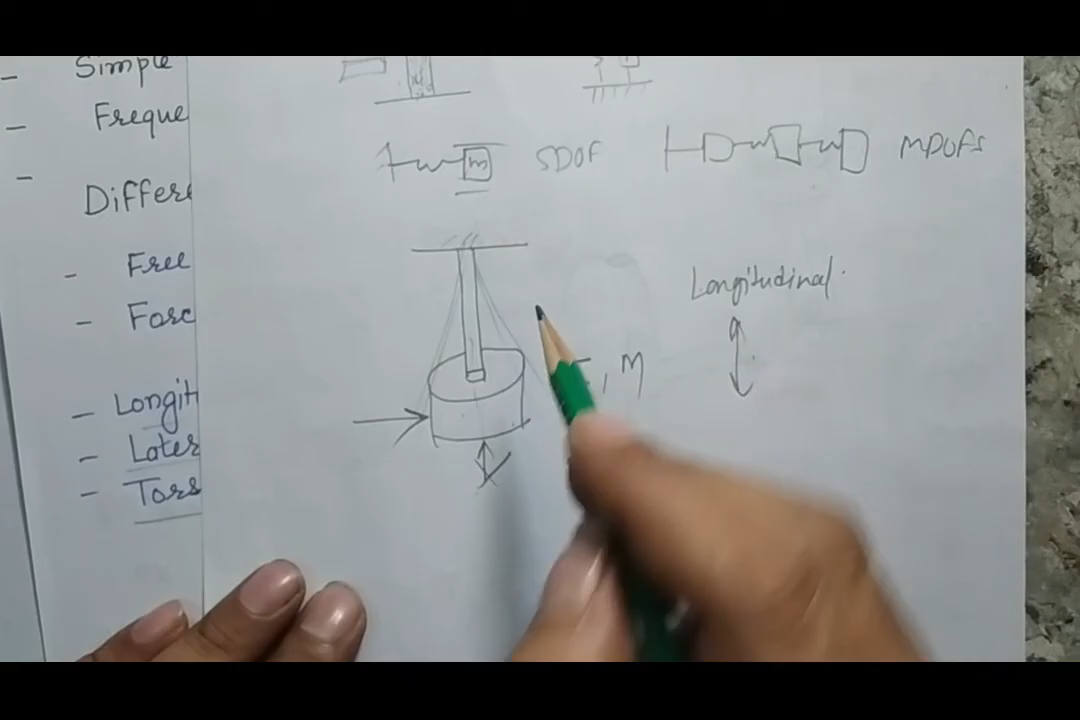 - Simple
- Freque
-
Differe
- Free
- Forc
- Longit
- Later
- Tors
m SDOF
MDOFs
Longitudinal
, M